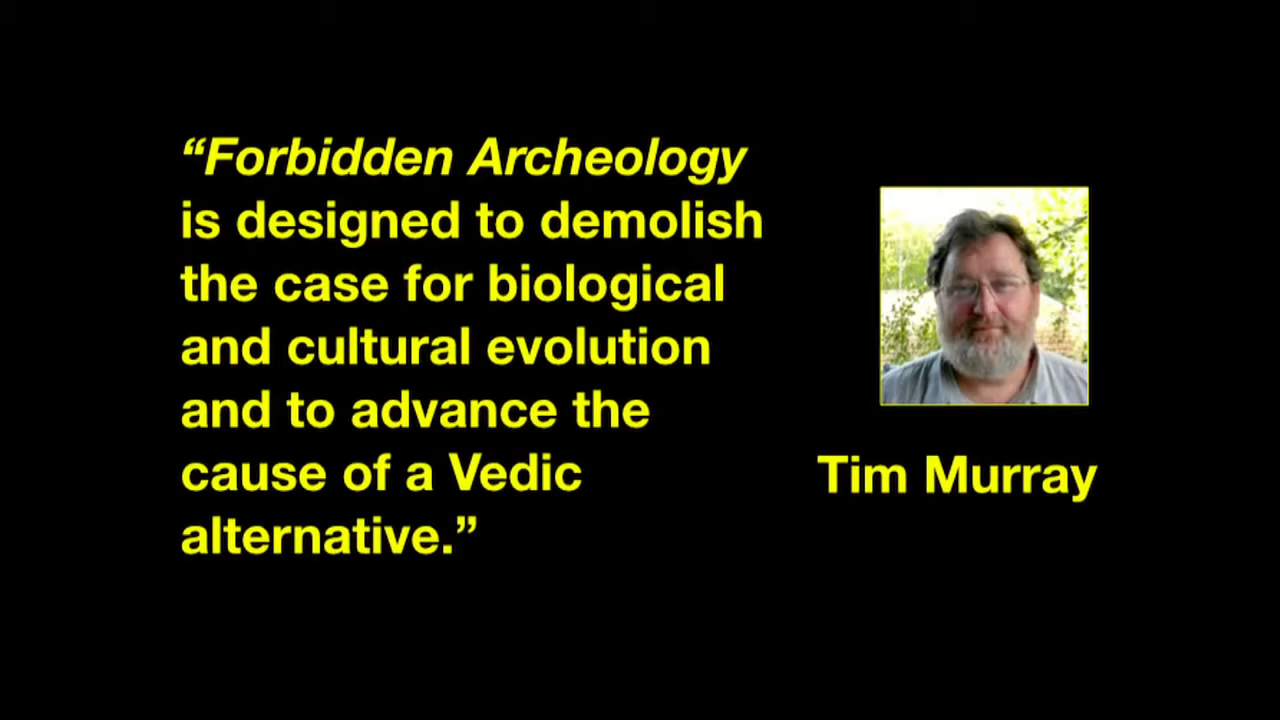 “Forbidden Archeology
is designed to demolish
the case for biological
and cultural evolution
and to advance the
cause of a Vedic
alternative.”
Tim Murray